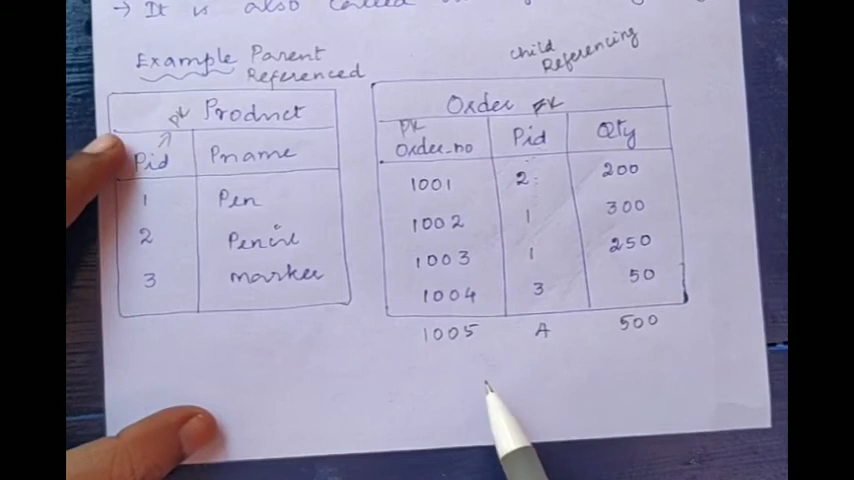 → It is also called
Example Parent Referenced
Child Referencing
PK Product
Pid Pname
1 Pen
2 Pencil
3 marker
Order FK
PK Order_no Pid Qty
1001 2 200
1002 1 300
1003 1 250
1004 3 50
1005 A 500